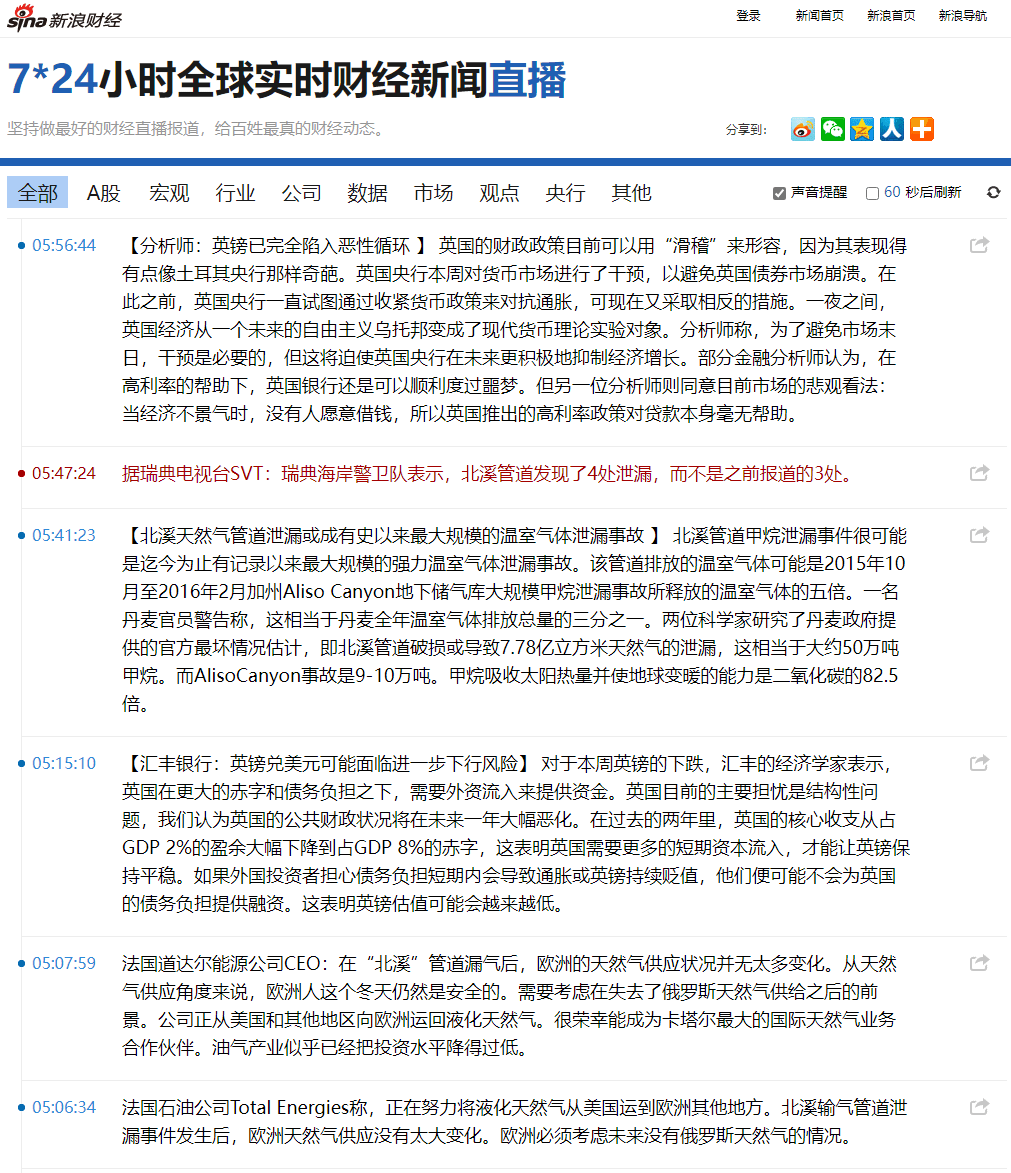 sina新浪财经
登录 新闻首页 新浪首页 新浪导航
7*24小时全球实时财经新闻直播
坚持做最好的财经直播报道，给百姓最真的财经动态。
分享到：
全部 A股 宏观 行业 公司 数据 市场 观点 央行 其他 声音提醒 60 秒后刷新
05:56:44 【分析师：英镑已完全陷入恶性循环 】 英国的财政政策目前可以用“滑稽”来形容，因为其表现得
有点像土耳其央行那样奇葩。英国央行本周对货币市场进行了干预，以避免英国债券市场崩溃。在
此之前，英国央行一直试图通过收紧货币政策来对抗通胀，可现在又采取相反的措施。一夜之间，
英国经济从一个未来的自由主义乌托邦变成了现代货币理论实验对象。分析师称，为了避免市场末
日，干预是必要的，但这将迫使英国央行在未来更积极地抑制经济增长。部分金融分析师认为，在
高利率的帮助下，英国银行还是可以顺利度过噩梦。但另一位分析师则同意目前市场的悲观看法：
当经济不景气时，没有人愿意借钱，所以英国推出的高利率政策对贷款本身毫无帮助。
05:47:24 据瑞典电视台SVT：瑞典海岸警卫队表示，北溪管道发现了4处泄漏，而不是之前报道的3处。
05:41:23 【北溪天然气管道泄漏或成有史以来最大规模的温室气体泄漏事故 】 北溪管道甲烷泄漏事件很可能
是迄今为止有记录以来最大规模的强力温室气体泄漏事故。该管道排放的温室气体可能是2015年10
月至2016年2月加州Aliso Canyon地下储气库大规模甲烷泄漏事故所释放的温室气体的五倍。一名
丹麦官员警告称，这相当于丹麦全年温室气体排放总量的三分之一。两位科学家研究了丹麦政府提
供的官方最坏情况估计，即北溪管道破损或导致7.78亿立方米天然气的泄漏，这相当于大约50万吨
甲烷。而AlisoCanyon事故是9-10万吨。甲烷吸收太阳热量并使地球变暖的能力是二氧化碳的82.5
倍。
05:15:10 【汇丰银行：英镑兑美元可能面临进一步下行风险】 对于本周英镑的下跌，汇丰的经济学家表示，
英国在更大的赤字和债务负担之下，需要外资流入来提供资金。英国目前的主要担忧是结构性问
题，我们认为英国的公共财政状况将在未来一年大幅恶化。在过去的两年里，英国的核心收支从占
GDP 2%的盈余大幅下降到占GDP 8%的赤字，这表明英国需要更多的短期资本流入，才能让英镑保
持平稳。如果外国投资者担心债务负担短期内会导致通胀或英镑持续贬值，他们便可能不会为英国
的债务负担提供融资。这表明英镑估值可能会越来越低。
05:07:59 法国道达尔能源公司CEO：在“北溪”管道漏气后，欧洲的天然气供应状况并无太多变化。从天然
气供应角度来说，欧洲人这个冬天仍然是安全的。需要考虑在失去了俄罗斯天然气供给之后的前
景。公司正从美国和其他地区向欧洲运回液化天然气。很荣幸能成为卡塔尔最大的国际天然气业务
合作伙伴。油气产业似乎已经把投资水平降得过低。
05:06:34 法国石油公司Total Energies称，正在努力将液化天然气从美国运到欧洲其他地方。北溪输气管道泄
漏事件发生后，欧洲天然气供应没有太大变化。欧洲必须考虑未来没有俄罗斯天然气的情况。